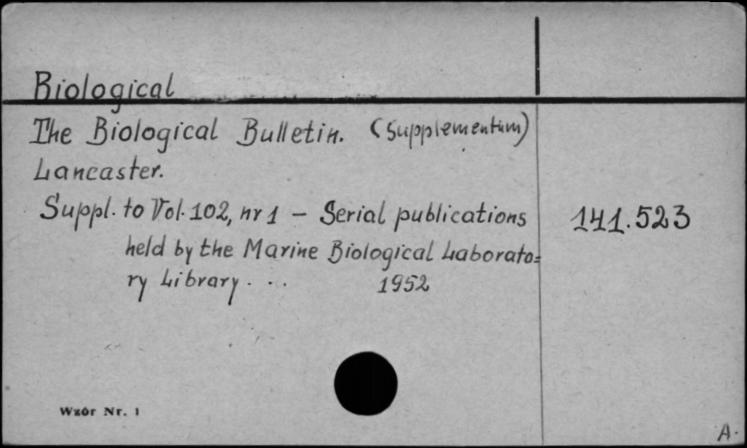 Biological
The Biological Bulletin. (Supplementum)
Lancaster.
Suppl. to Vol. 102, nr 1 – Serial publications 141.523
held by the Marine Biological Laborato=
ry Library . . . 1952
Wzór Nr. 1
A.